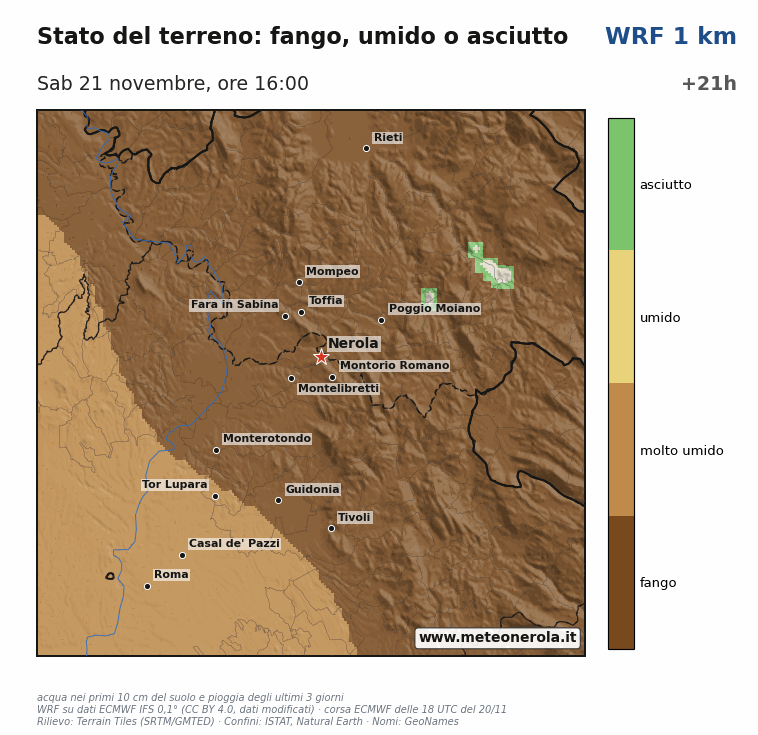 Stato del terreno: fango, umido o asciutto
WRF 1 km
Sab 21 novembre, ore 16:00
+21h
Rieti
Mompeo
Fara in Sabina
Toffia
Poggio Moiano
Nerola
Montorio Romano
Montelibretti
Monterotondo
Tor Lupara
Guidonia
Tivoli
Casal de' Pazzi
Roma
www.meteonerola.it
asciutto
umido
molto umido
fango
acqua nei primi 10 cm del suolo e pioggia degli ultimi 3 giorni
WRF su dati ECMWF IFS 0,1° (CC BY 4.0, dati modificati) · corsa ECMWF delle 18 UTC del 20/11
Rilievo: Terrain Tiles (SRTM/GMTED) · Confini: ISTAT, Natural Earth · Nomi: GeoNames